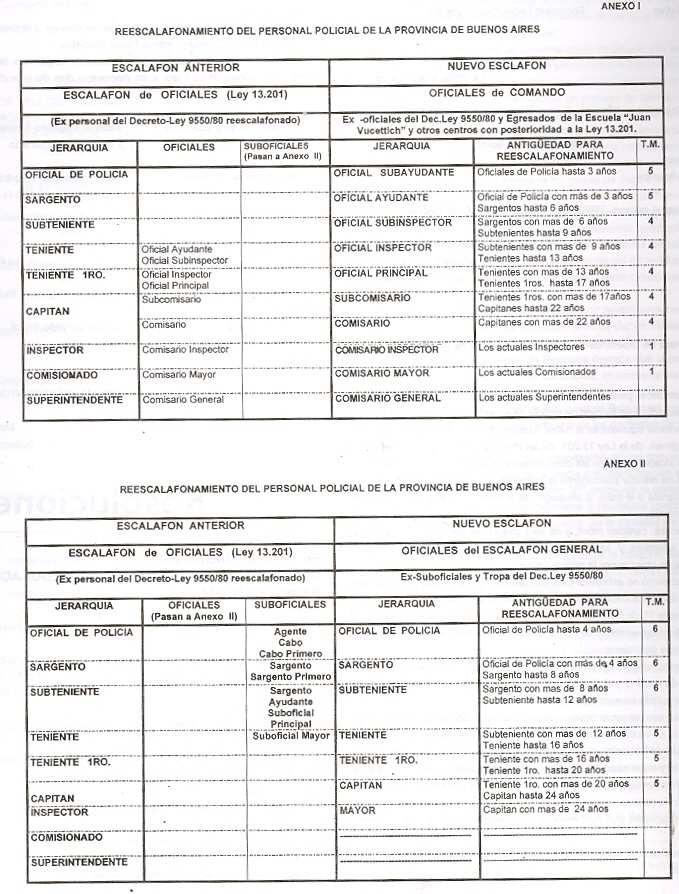 ANEXO I
REESCALAFONAMIENTO DEL PERSONAL POLICIAL DE LA PROVINCIA DE BUENOS AIRES
ESCALAFON ANTERIOR NUEVO ESCLAFON
ESCALAFON de OFICIALES (Ley 13.201) OFICIALES de COMANDO
(Ex personal del Decreto-Ley 9550/80 reescalafonado) Ex -oficiales del Dec.Ley 9550/80 y Egresados de la Escuela "Juan
Vucettich" y otros centros con posterioridad a la Ley 13.201.
JERARQUIA OFICIALES SUBOFICIALES JERARQUIA ANTIGÜEDAD PARA T.M.
(Pasan a Anexo II) REESCALAFONAMIENTO
OFICIAL DE POLICIA OFICIAL SUBAYUDANTE Oficiales de Policía hasta 3 años 5
SARGENTO OFICIAL AYUDANTE Oficial de Policía con más de 3 años 5
Sargentos hasta 6 años
SUBTENIENTE OFICIAL SUBINSPECTOR Sargentos con mas de 6 años 4
Subtenientes hasta 9 años
TENIENTE Oficial Ayudante OFICIAL INSPECTOR Subtenientes con mas de 9 años 4
Oficial Subinspector Tenientes hasta 13 años
TENIENTE 1RO. Oficial Inspector OFICIAL PRINCIPAL Tenientes con mas de 13 años 4
Oficial Principal Tenientes 1ros. hasta 17 años
CAPITAN Subcomisario SUBCOMISARIO Tenientes 1ros. con mas de 17años 4
Capitanes hasta 22 años
Comisario COMISARIO Capitanes con mas de 22 años 4
INSPECTOR Comisario Inspector COMISARIO INSPECTOR Los actuales Inspectores 1
COMISIONADO Comisario Mayor COMISARIO MAYOR Los actuales Comisionados 1
SUPERINTENDENTE Comisario General COMISARIO GENERAL Los actuales Superintendentes
ANEXO II
REESCALAFONAMIENTO DEL PERSONAL POLICIAL DE LA PROVINCIA DE BUENOS AIRES
ESCALAFON ANTERIOR NUEVO ESCLAFON
ESCALAFON de OFICIALES (Ley 13.201) OFICIALES del ESCALAFON GENERAL
(Ex personal del Decreto-Ley 9550/80 reescalafonado) Ex-Suboficiales y Tropa del Dec.Ley 9550/80
JERARQUIA OFICIALES SUBOFICIALES JERARQUIA ANTIGÜEDAD PARA T.M.
(Pasan a Anexo II) REESCALAFONAMIENTO
OFICIAL DE POLICIA Agente OFICIAL DE POLICIA Oficial de Policía hasta 4 años 6
Cabo
Cabo Primero
SARGENTO Sargento SARGENTO Oficial de Policía con más de 4 años 6
Sargento Primero Sargento hasta 8 años
SUBTENIENTE Sargento SUBTENIENTE Sargento con mas de 8 años 6
Ayudante Subteniente hasta 12 años
Suboficial
Principal
TENIENTE Suboficial Mayor TENIENTE Subteniente con mas de 12 años 5
Teniente hasta 16 años
TENIENTE 1RO. TENIENTE 1RO. Teniente con mas de 16 años 5
Teniente 1ro. hasta 20 años
CAPITAN CAPITAN Teniente 1ro. con mas de 20 años 5
Capitan hasta 24 años
INSPECTOR MAYOR Capitan con mas de 24 años
COMISIONADO
SUPERINTENDENTE